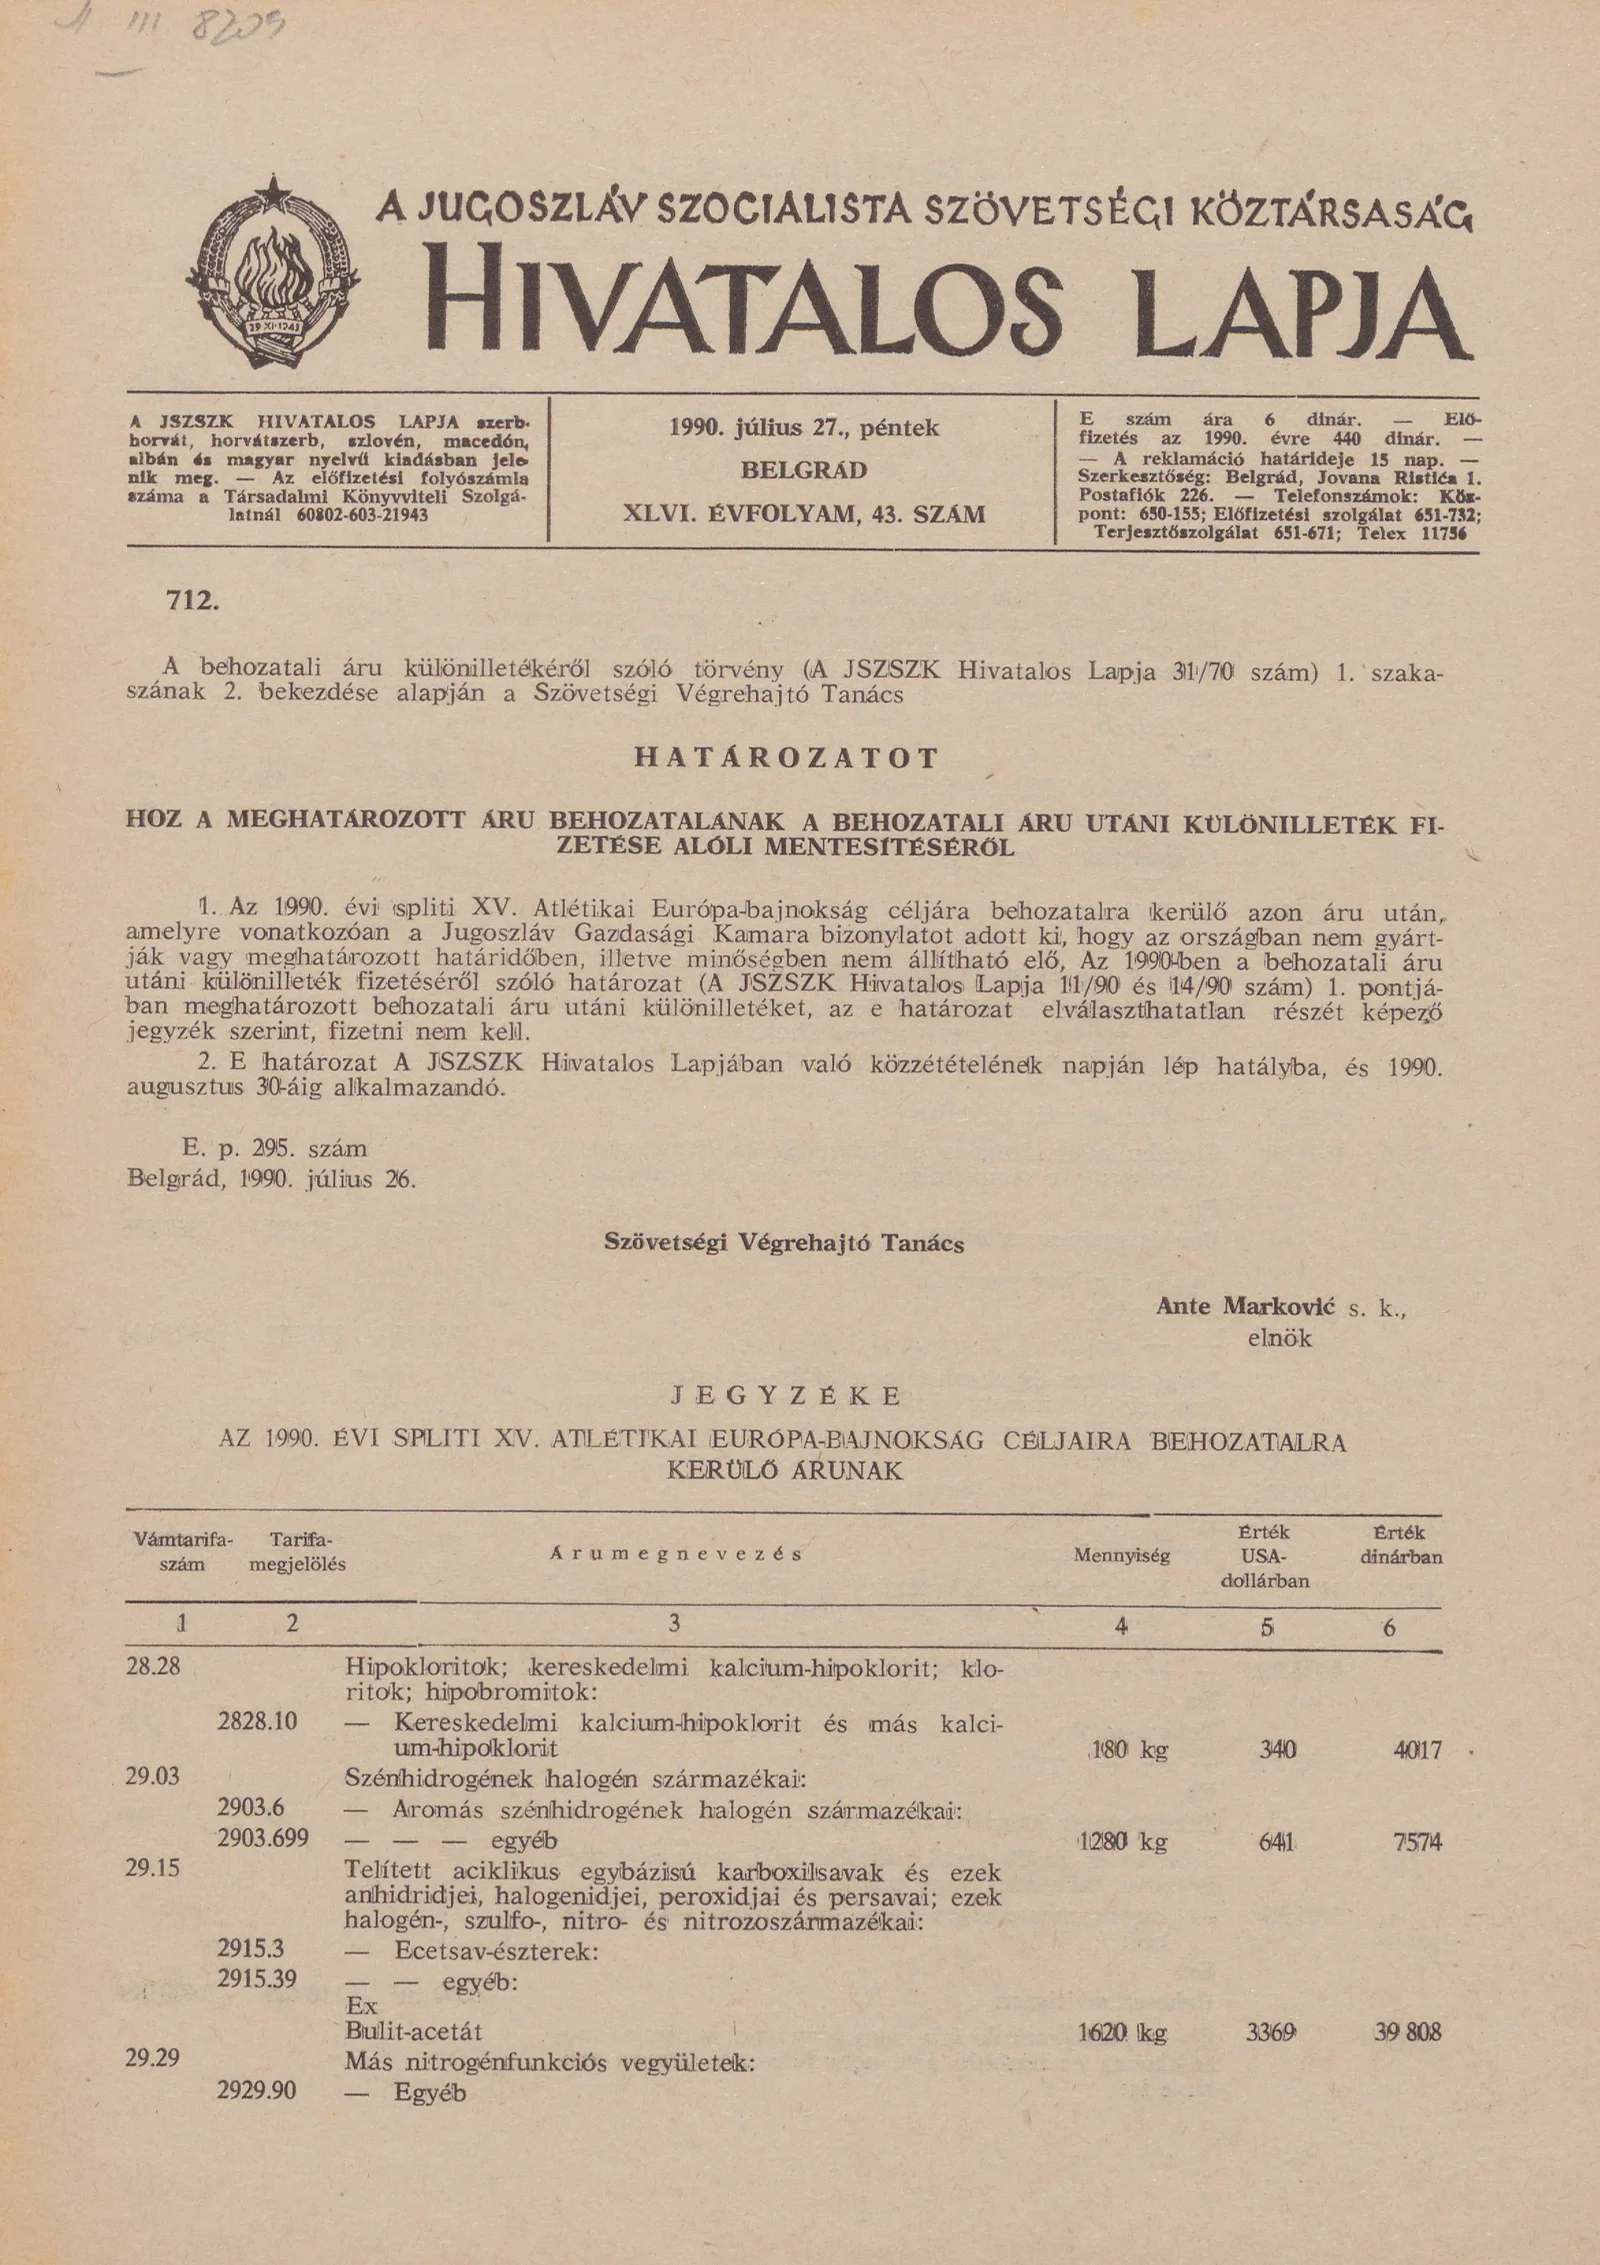 III 8209
A JUGOSZLÁV SZOCIALISTA SZÖVETSÉGI KÖZTÁRSASÁG
HIVATALOS LAPJA
29·XI·1943
A JSZSZK HIVATALOS LAPJA szerb-
horvát, horvátszerb, szlovén, macedón,
albán és magyar nyelvű kiadásban jele-
nik meg. — Az előfizetési folyószámla
száma a Társadalmi Könyvviteli Szolgá-
latnál 60802-603-21943
1990. július 27., péntek
BELGRÁD
XLVI. ÉVFOLYAM, 43. SZÁM
E szám ára 6 dinár. — Elő-
fizetés az 1990. évre 440 dinár. —
— A reklamáció határideje 15 nap. —
Szerkesztőség: Belgrád, Jovana Ristića 1.
Postafiók 226. — Telefonszámok: Köz-
pont: 650-155; Előfizetési szolgálat 651-732;
Terjesztőszolgálat 651-671; Telex 11756
712.
A behozatali áru különilletékéről szóló törvény (A JSZSZK Hivatalos Lapja 31/70 szám) 1. szaka-
szának 2. bekezdése alapján a Szövetségi Végrehajtó Tanács
HATÁROZATOT
HOZ A MEGHATÁROZOTT ÁRU BEHOZATALÁNAK A BEHOZATALI ÁRU UTÁNI KÜLÖNILLETÉK FI-
ZETÉSE ALÓLI MENTESÍTÉSÉRŐL
1. Az 1990. évi spliti XV. Atlétikai Európa-bajnokság céljára behozatalra kerülő azon áru után,
amelyre vonatkozóan a Jugoszláv Gazdasági Kamara bizonylatot adott ki, hogy az országban nem gyárt-
ják vagy meghatározott határidőben, illetve minőségben nem állítható elő, Az 1990-ben a behozatali áru
utáni különilleték fizetéséről szóló határozat (A JSZSZK Hivatalos Lapja 11/90 és 14/90 szám) 1. pontjá-
ban meghatározott behozatali áru utáni különilletéket, az e határozat elválaszthatatlan részét képező
jegyzék szerint, fizetni nem kell.
2. E határozat A JSZSZK Hivatalos Lapjában való közzétételének napján lép hatályba, és 1990.
augusztus 30-áig alkalmazandó.
E. p. 295. szám
Belgrád, 1990. július 26.
Szövetségi Végrehajtó Tanács
Ante Marković s. k.,
elnök
JEGYZÉKE
AZ 1990. ÉVI SPLITI XV. ATLÉTIKAI EURÓPA-BAJNOKSÁG CÉLJAIRA BEHOZATALRA
KERÜLŐ ÁRUNAK
Vámtarifa-szám Tarifa-megjelölés Árumegnevezés Mennyiség Érték USA-dollárban Érték dinárban
1 2 3 4 5 6
28.28 Hipokloritok; kereskedelmi kalcium-hipoklorit; klo-
ritok; hipobromitok:
2828.10 — Kereskedelmi kalcium-hipoklorit és más kalci-
um-hipoklorit 180 kg 340 4017
29.03 Szénhidrogének halogén származékai:
2903.6 — Aromás szénhidrogének halogén származékai:
2903.699 — — — egyéb 1280 kg 641 7574
29.15 Telített aciklikus egybázisú karboxilsavak és ezek
anhidridjei, halogenidjei, peroxidjai és persavai; ezek
halogén-, szulfo-, nitro- és nitrozoszármazékai:
2915.3 — Ecetsav-észterek:
2915.39 — — egyéb:
Ex
Bulit-acetát 1620 kg 3369 39 808
29.29 Más nitrogénfunkciós vegyületek:
2929.90 — Egyéb